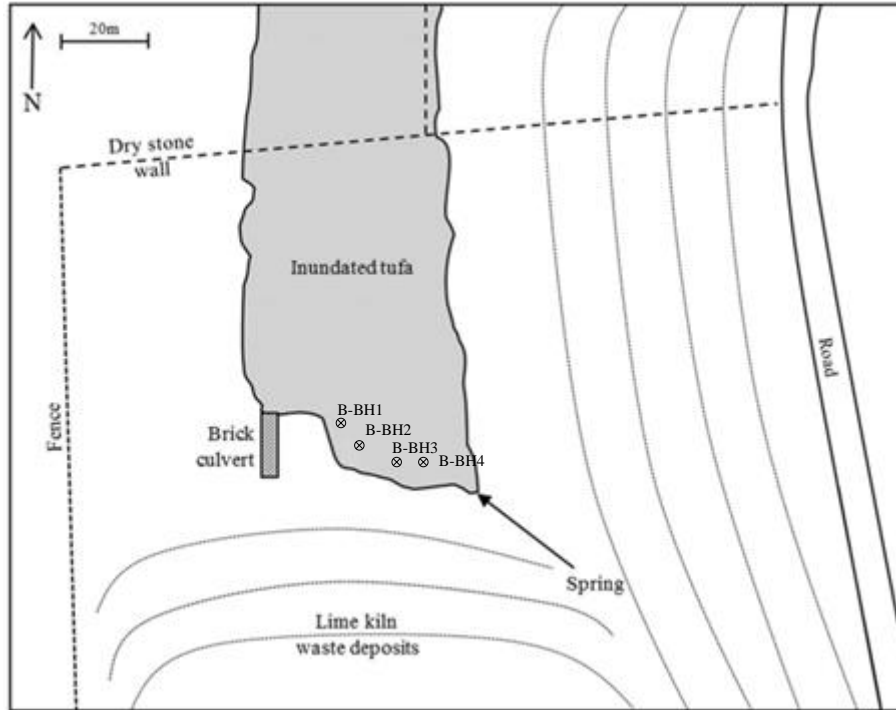 20m
N
Dry stone
wall
Inundated tufa
Road
Fence
B-BH1
B-BH2
B-BH3
B-BH4
Brick
culvert
Spring
Lime kiln
waste deposits